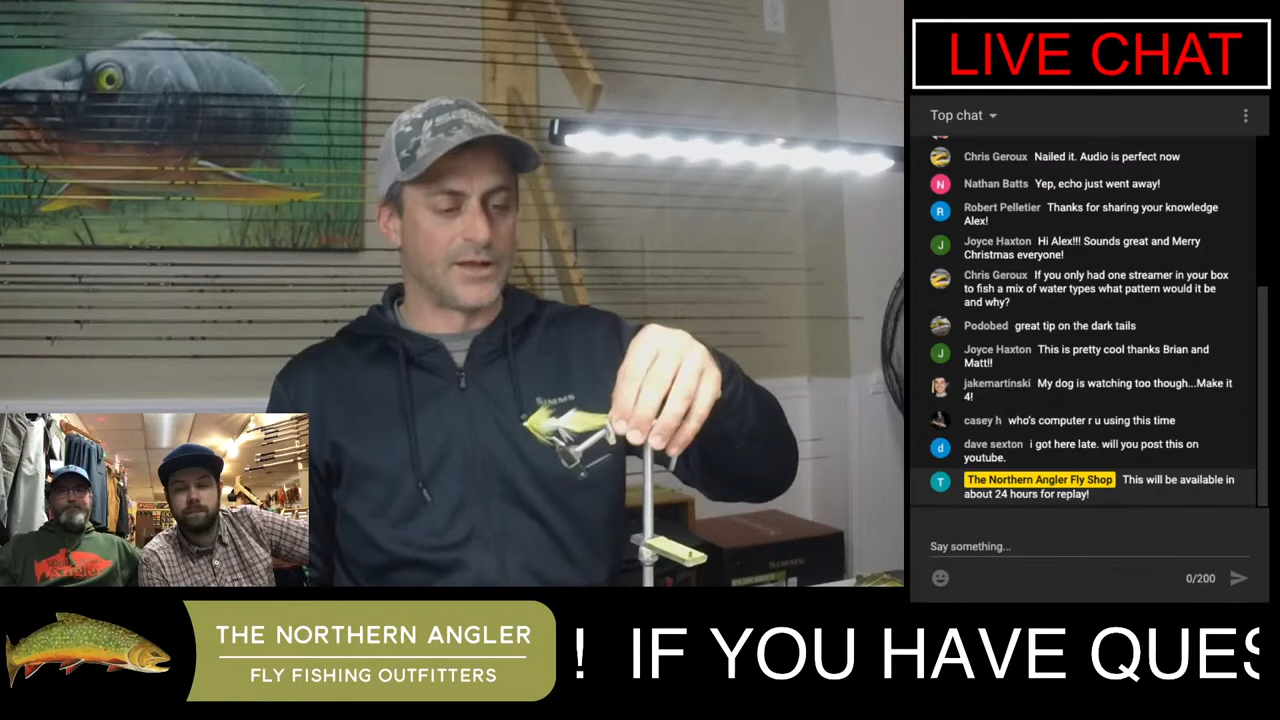 LIVE CHAT
Top chat
Chris Geroux Nailed it. Audio is perfect now
N
Nathan Batts Yep, echo just went away!
R
Robert Pelletier Thanks for sharing your knowledge
Alex!
J
Joyce Haxton Hi Alex!!! Sounds great and Merry
Christmas everyone!
Chris Geroux If you only had one streamer in your box
to fish a mix of water types what pattern would it be
and why?
Podobed great tip on the dark tails
J
Joyce Haxton This is pretty cool thanks Brian and
Matt!!
jakemartinski My dog is watching too though...Make it
4!
casey h who's computer r u using this time
d
dave sexton i got here late. will you post this on
youtube.
T
The Northern Angler Fly Shop This will be available in
about 24 hours for replay!
Say something...
0/200
SIMMS
SIMMS
Angler
THE NORTHERN ANGLER
FLY FISHING OUTFITTERS
! IF YOU HAVE QUES